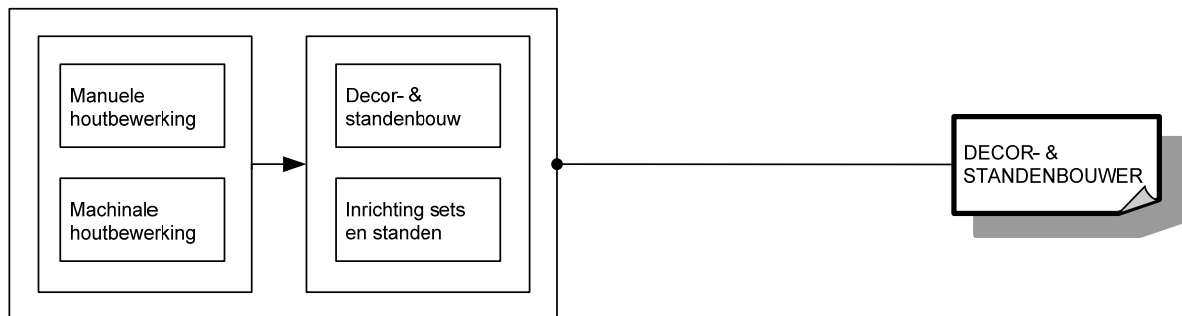 Manuele
houtbewerking
Machinale
houtbewerking
Decor- &
standenbouw
Inrichting sets
en standen
DECOR- &
STANDENBOUWER